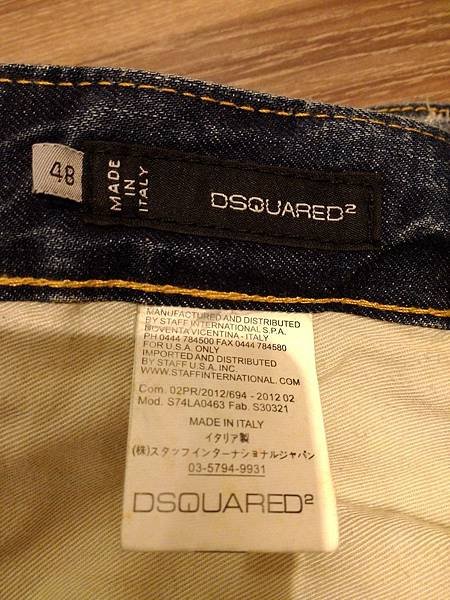 48
MADE
IN
ITALY
DSQUARED²
MANUFACTURED AND DISTRIBUTED
BY STAFF INTERNATIONAL S.P.A.
NOVENTA VICENTINA - ITALY
PH 0444 784500 FAX 0444 784580
FOR U.S.A. ONLY
IMPORTED AND DISTRIBUTED
BY STAFF U.S.A. INC.
WWW.STAFFINTERNATIONAL.COM
Com. 02PR/2012/694 - 2012 02
Mod. S74LA0463 Fab. S30321
MADE IN ITALY
イタリア製
(株)スタッフインターナショナルジャパン
03-5794-9931
DSQUARED²